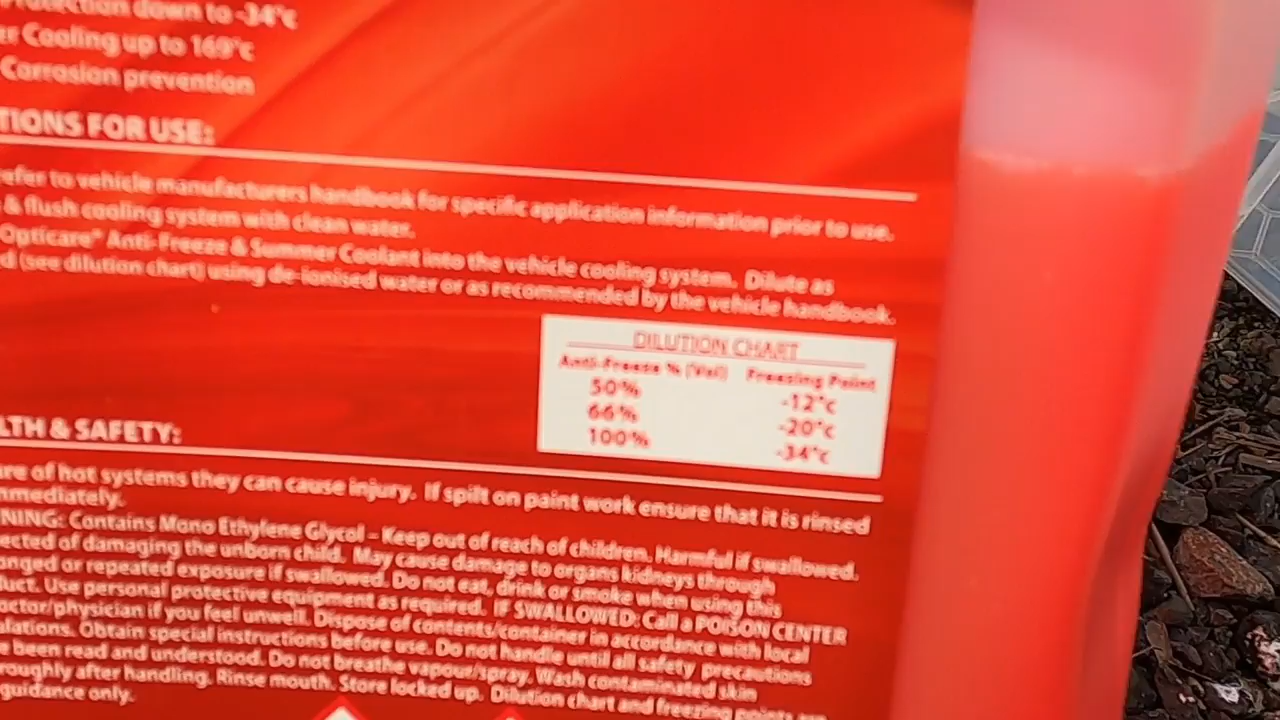 Protection down to -34°c
er Cooling up to 169°c
Corrosion prevention
TIONS FOR USE:
efer to vehicle manufacturers handbook for specific application information prior to use.
& flush cooling system with clean water.
Opticare® Anti-Freeze & Summer Coolant into the vehicle cooling system. Dilute as
d (see dilution chart) using de-ionised water or as recommended by the vehicle handbook.
DILUTION CHART
Anti-Freeze % (Vol) Freezing Point
50% -12°c
66% -20°c
100% -34°c
LTH & SAFETY:
ure of hot systems they can cause injury. If spilt on paint work ensure that it is rinsed
mmediately.
NING: Contains Mono Ethylene Glycol - Keep out of reach of children. Harmful if swallowed.
ected of damaging the unborn child. May cause damage to organs kidneys through
onged or repeated exposure if swallowed. Do not eat, drink or smoke when using this
duct. Use personal protective equipment as required. IF SWALLOWED: Call a POISON CENTER
octor/physician if you feel unwell. Dispose of contents/container in accordance with local
ulations. Obtain special instructions before use. Do not handle until all safety precautions
e been read and understood. Do not breathe vapour/spray. Wash contaminated skin
roughly after handling. Rinse mouth. Store locked up. Dilution chart and freezing points are
guidance only.